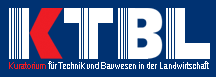 KTBL
Kuratorium für Technik und Bauwesen in der Landwirtschaft